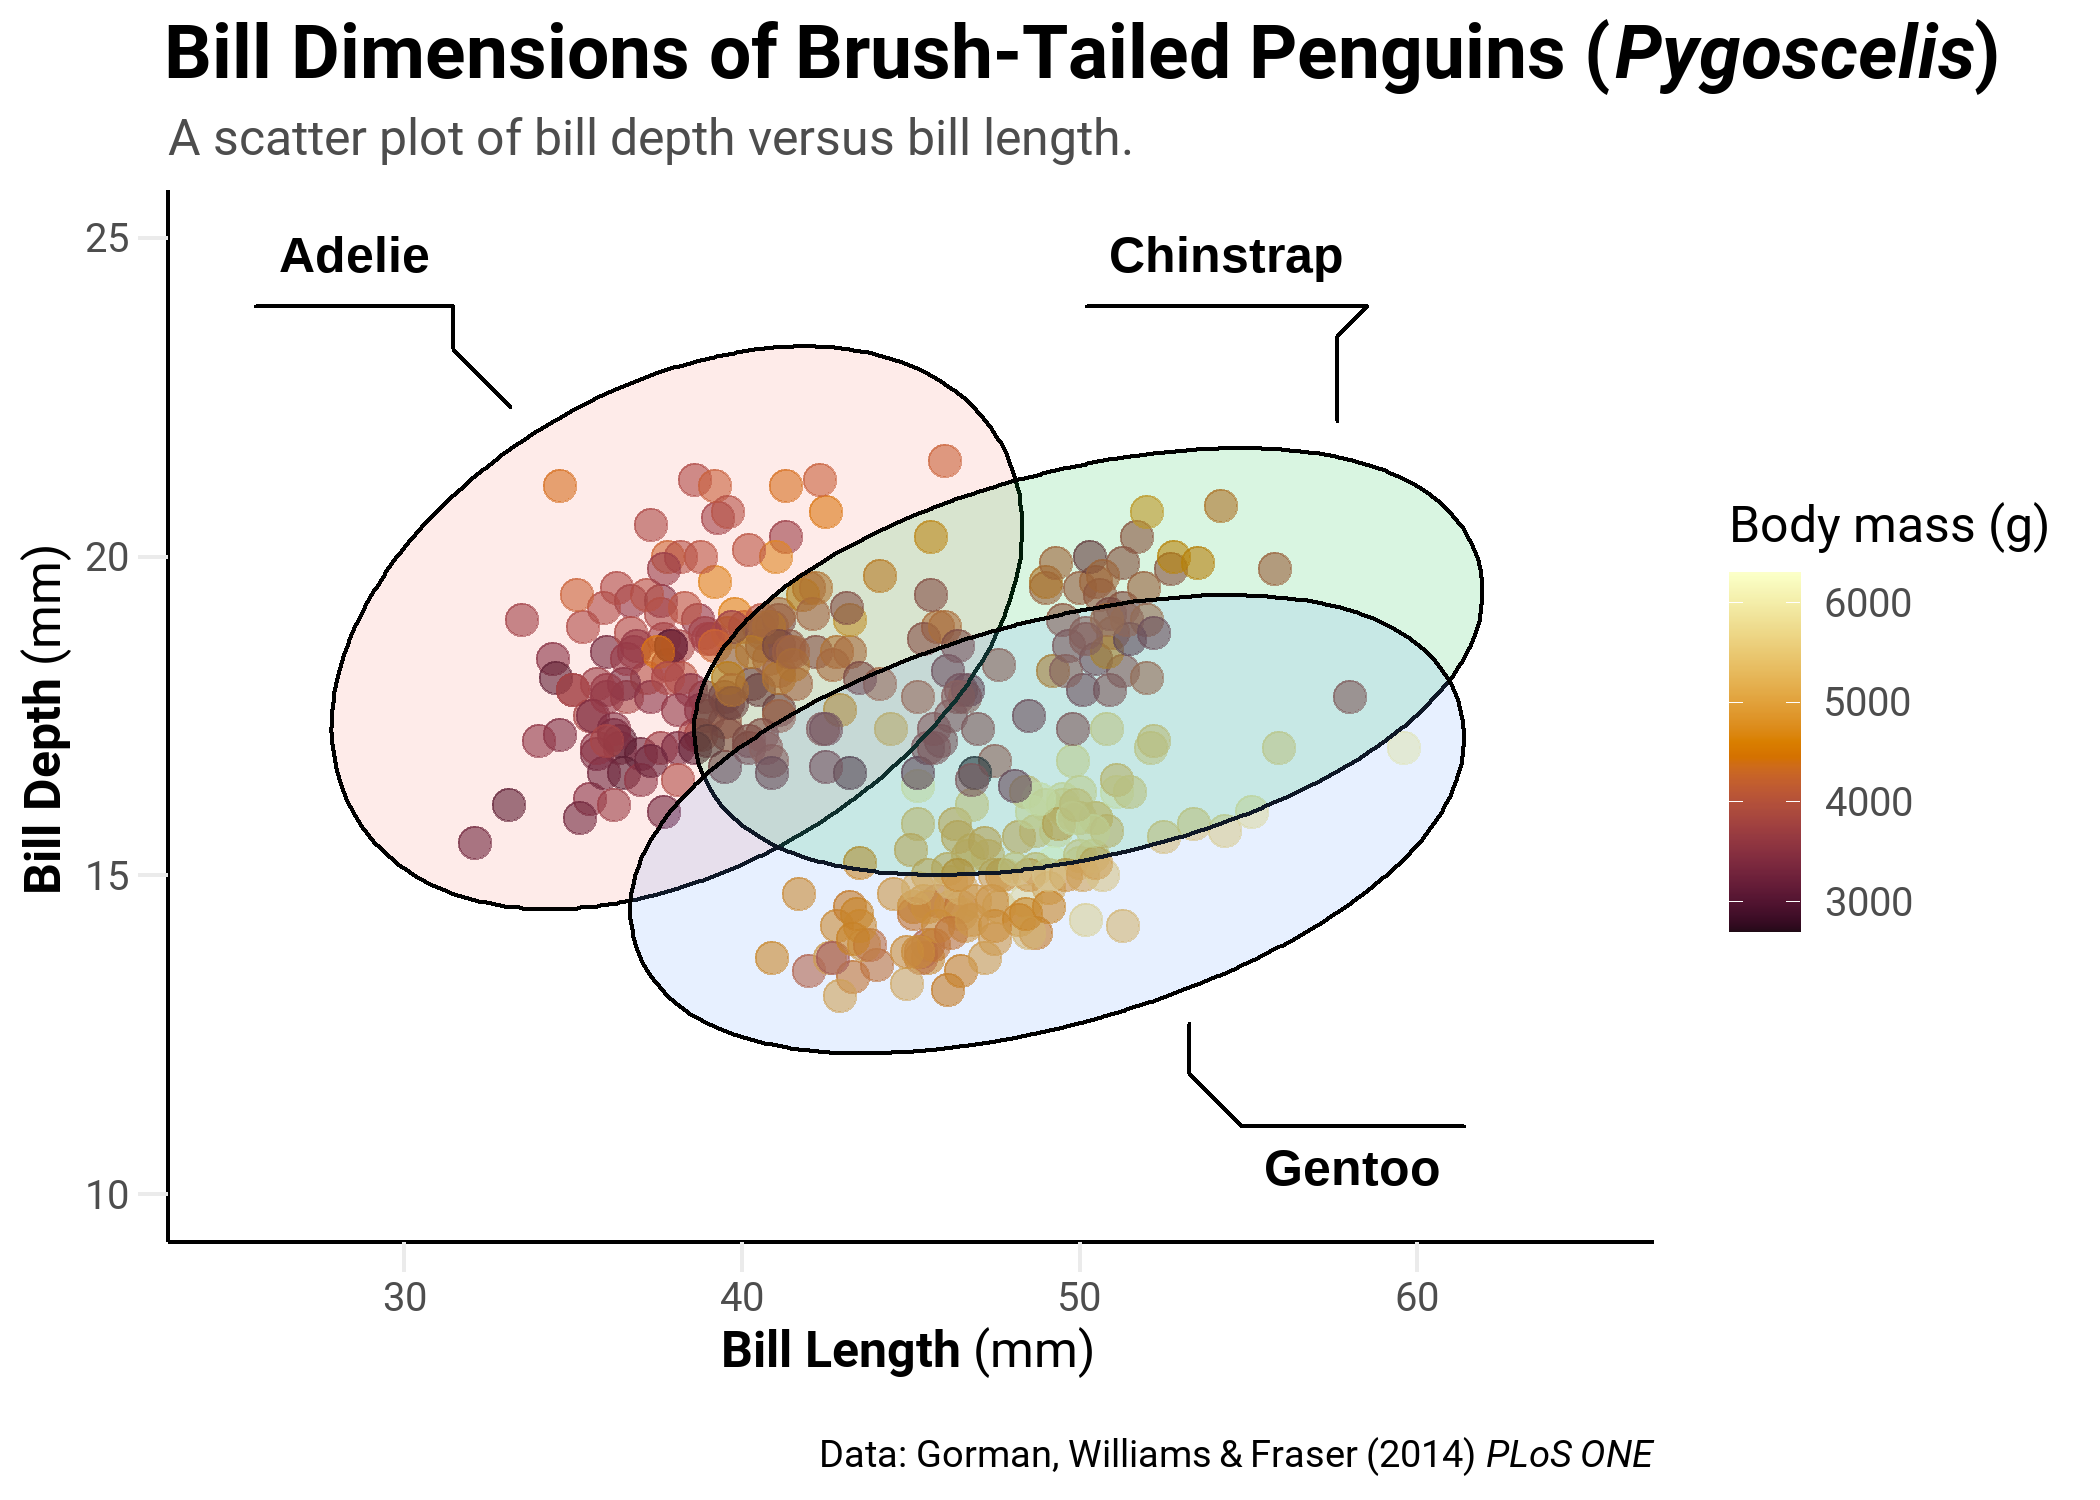 Bill Dimensions of Brush-Tailed Penguins (Pygoscelis)
A scatter plot of bill depth versus bill length.
25
20
15
10
Bill Depth (mm)
Adelie
Chinstrap
Gentoo
30
40
50
60
Bill Length (mm)
Body mass (g)
6000
5000
4000
3000
Data: Gorman, Williams & Fraser (2014) PLoS ONE